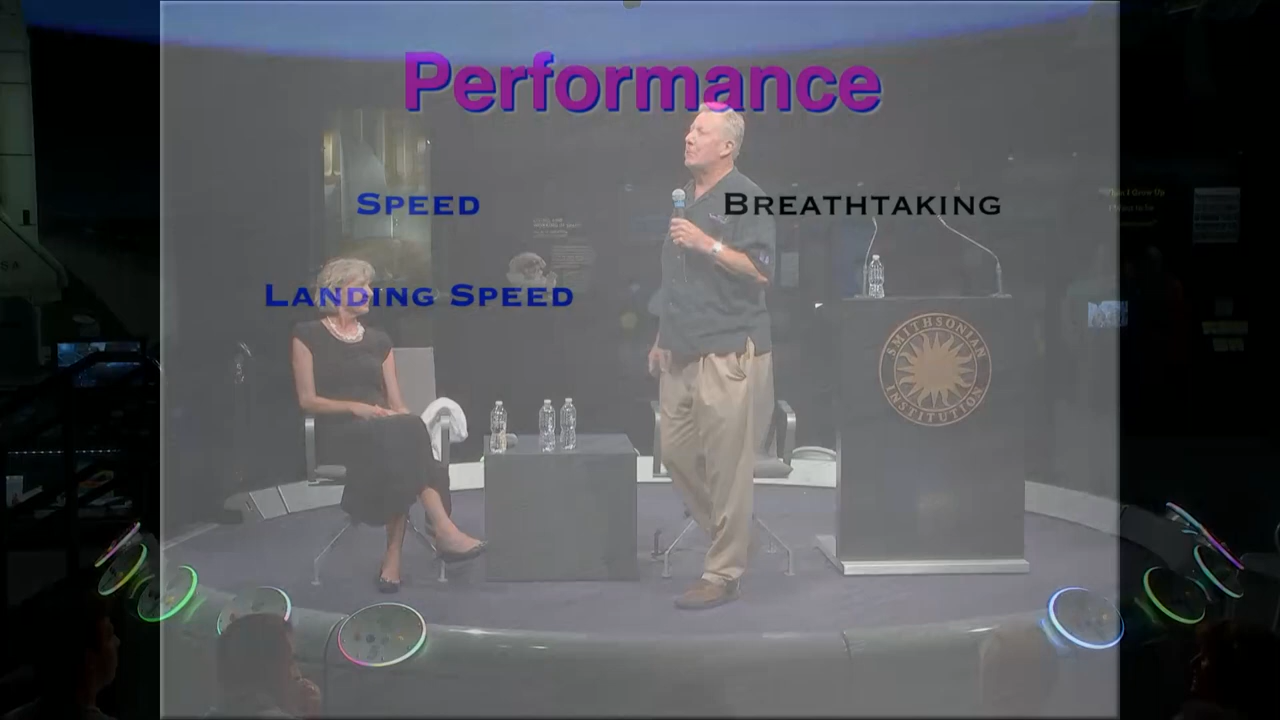 Performance
SPEED
BREATHTAKING
LANDING SPEED
SMITHSONIAN
INSTITUTION